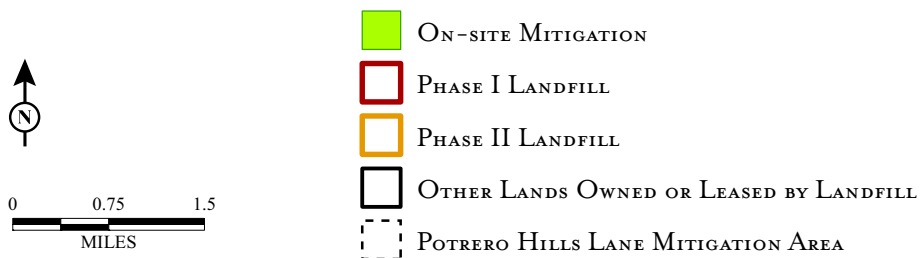 On-site Mitigation
Phase I Landfill
N
Phase II Landfill
0 0.75 1.5
Other Lands Owned or Leased by Landfill
MILES
Potrero Hills Lane Mitigation Area